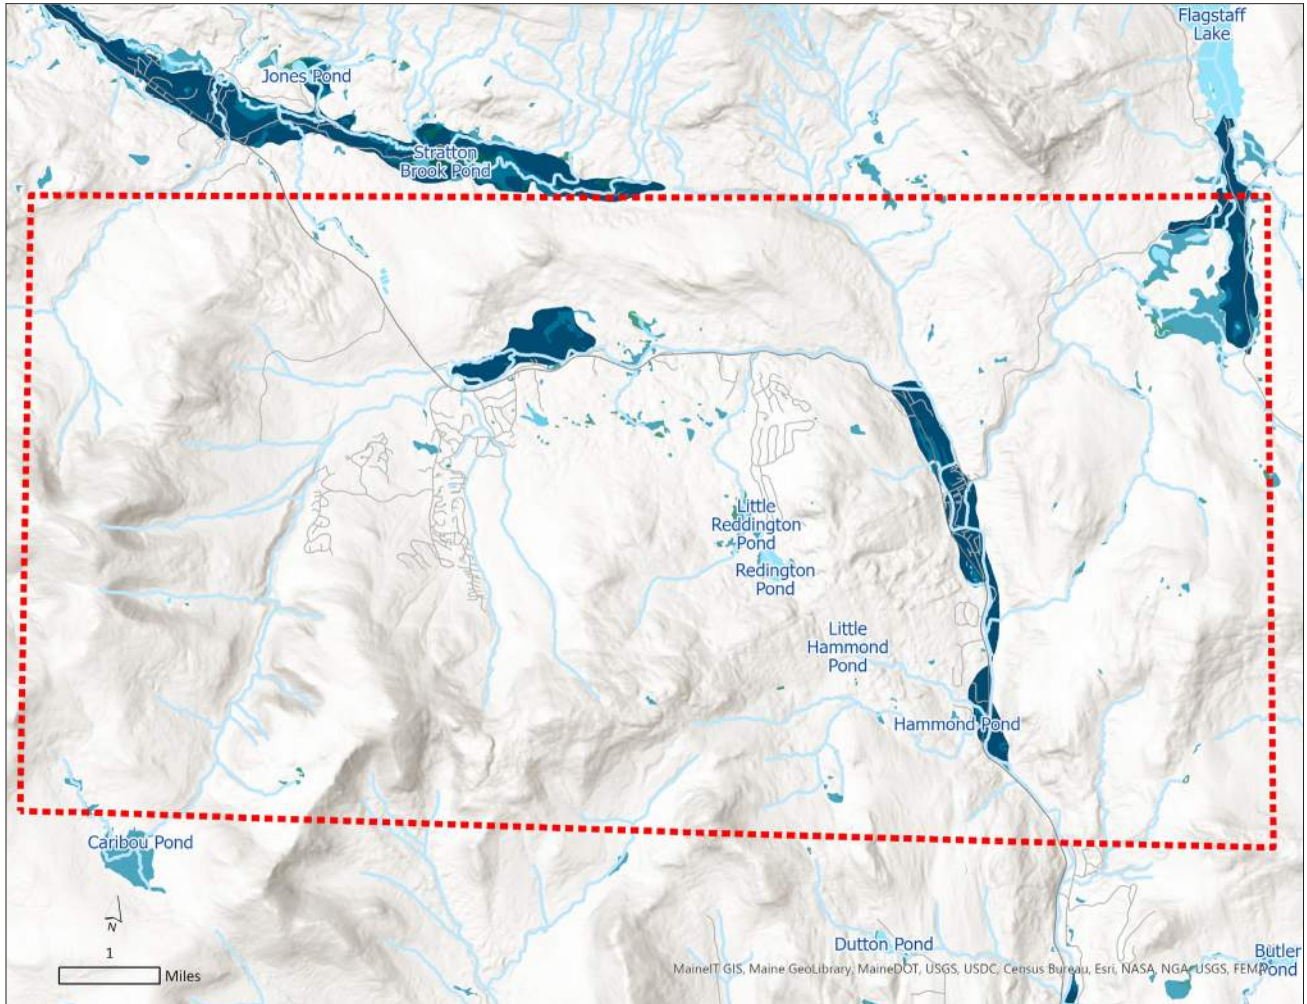 Flagstaff
Lake
Jones Pond
Stratton
Brook Pond
Little
Reddington
Pond
Redington
Pond
Little
Hammond
Pond
Hammond Pond
Caribou Pond
N
1
Miles
Dutton Pond
Butler
Pond
MaineIT GIS, Maine GeoLibrary, MaineDOT, USGS, USDC, Census Bureau, Esri, NASA, NGA, USGS, FEMA